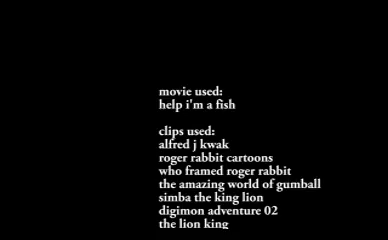 movie used:
help i'm a fish
clips used:
alfred j kwak
roger rabbit cartoons
who framed roger rabbit
the amazing world of gumball
simba the king lion
digimon adventure 02
the lion king